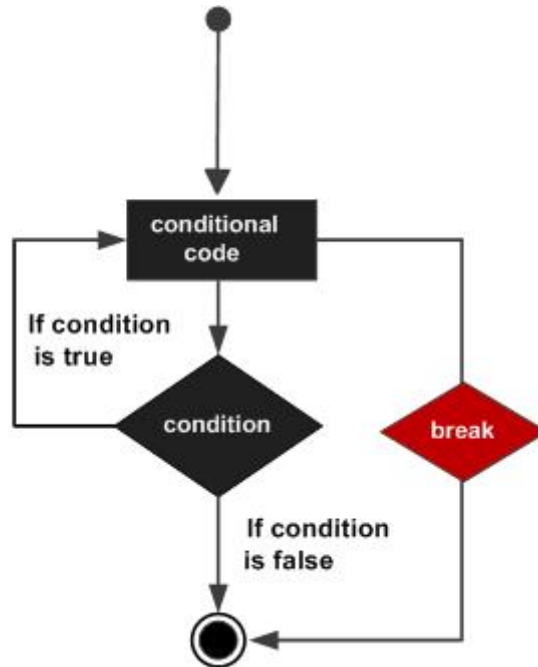 conditional
code
If condition
is true
condition
break
If condition
is false